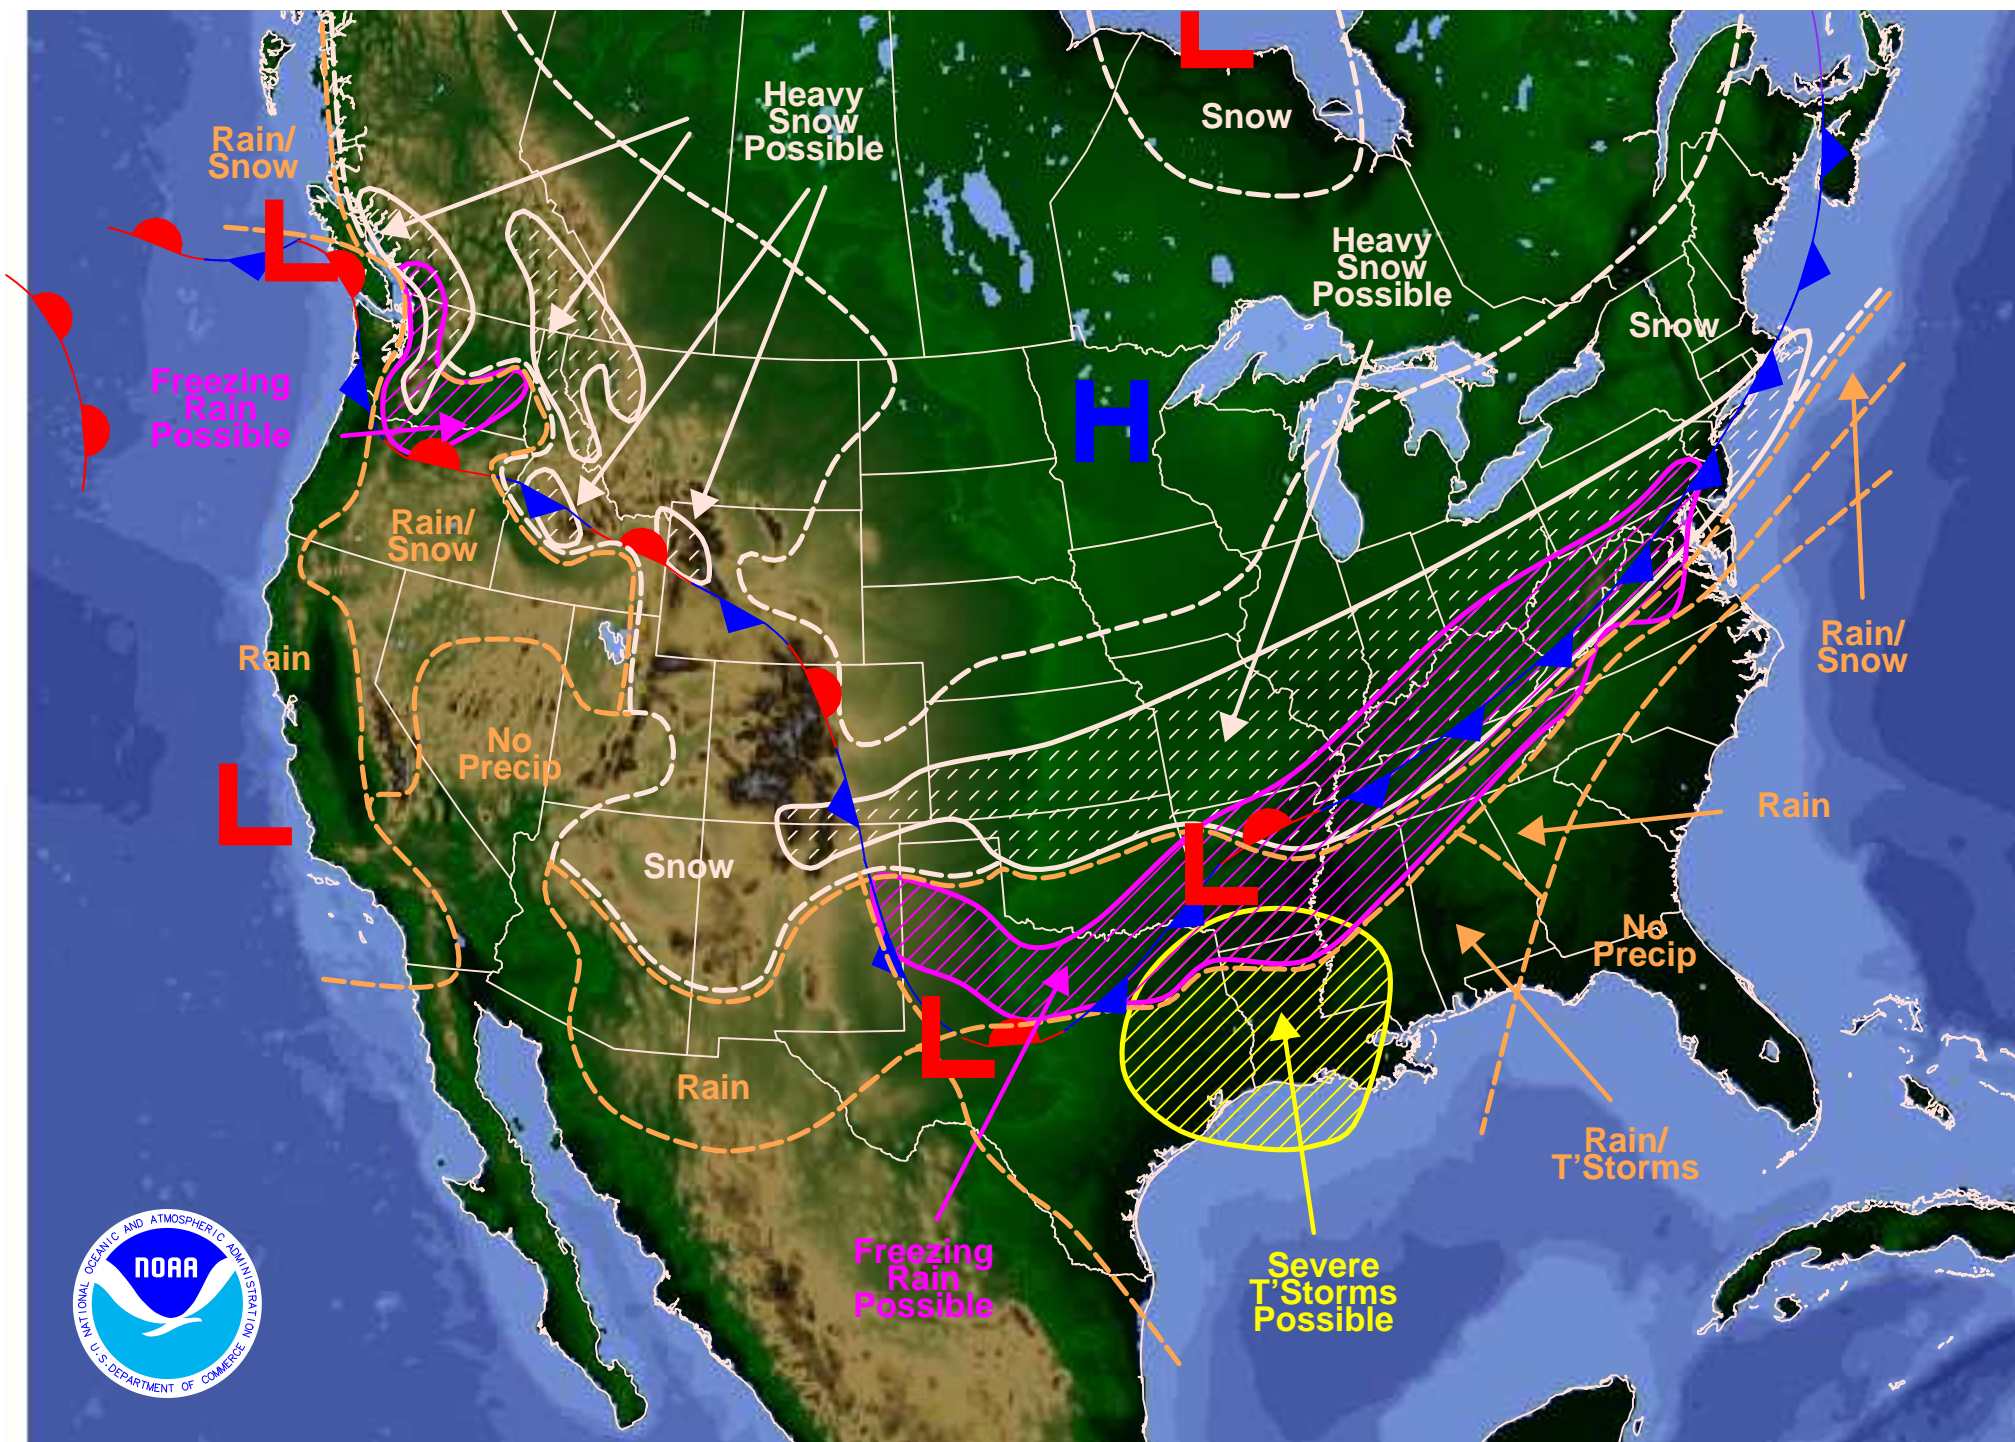 Heavy
Snow
Possible
Snow
L
Rain/
Snow
L
Heavy
Snow
Possible
Snow
Freezing
Rain
Possible
H
Rain/
Snow
Rain/
Snow
Rain
No
Precip
L
Rain
Snow
L
No
Precip
L
Rain
Rain/
T'Storms
Freezing
Rain
Possible
Severe
T'Storms
Possible
NATIONAL OCEANIC AND ATMOSPHERIC ADMINISTRATION
NOAA
U.S. DEPARTMENT OF COMMERCE